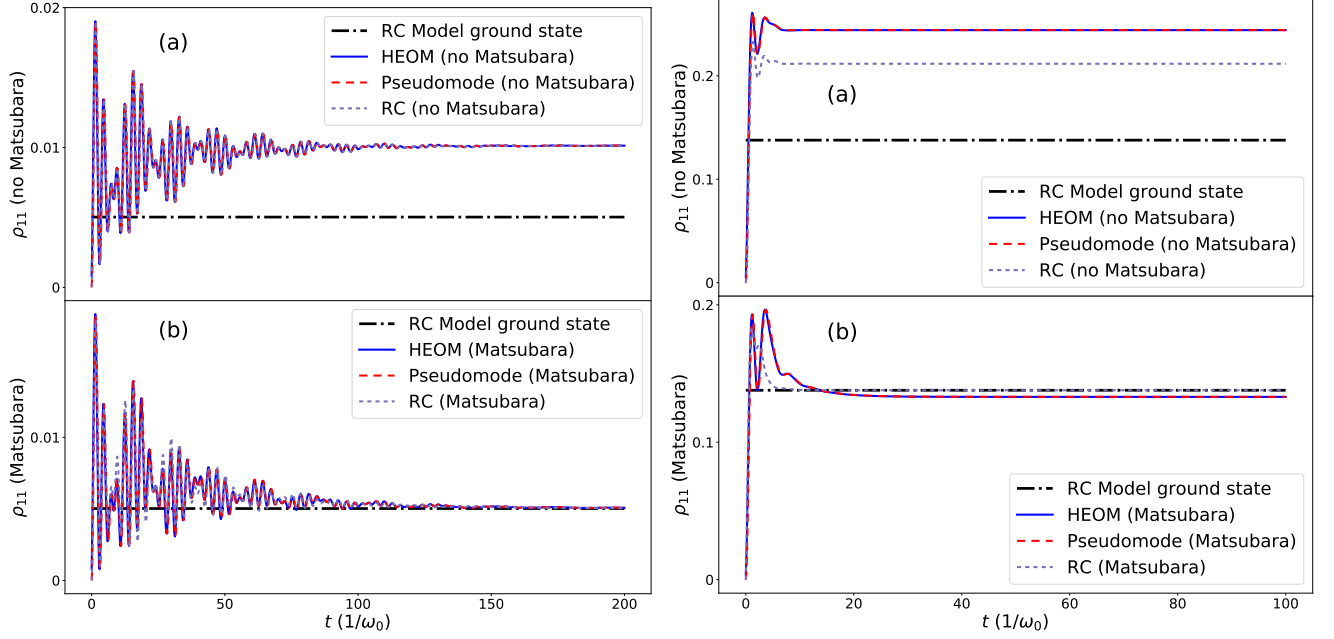 0.02
0.01
0
ρ₁₁ (no Matsubara)
(a)
RC Model ground state
HEOM (no Matsubara)
Pseudomode (no Matsubara)
RC (no Matsubara)
0.01
0
ρ₁₁ (Matsubara)
(b)
RC Model ground state
HEOM (Matsubara)
Pseudomode (Matsubara)
RC (Matsubara)
0
50
100
150
200
t (1/ω₀)
0.2
0.1
0
ρ₁₁ (no Matsubara)
(a)
RC Model ground state
HEOM (no Matsubara)
Pseudomode (no Matsubara)
RC (no Matsubara)
0.2
0.1
0
ρ₁₁ (Matsubara)
(b)
RC Model ground state
HEOM (Matsubara)
Pseudomode (Matsubara)
RC (Matsubara)
0
20
40
60
80
100
t (1/ω₀)